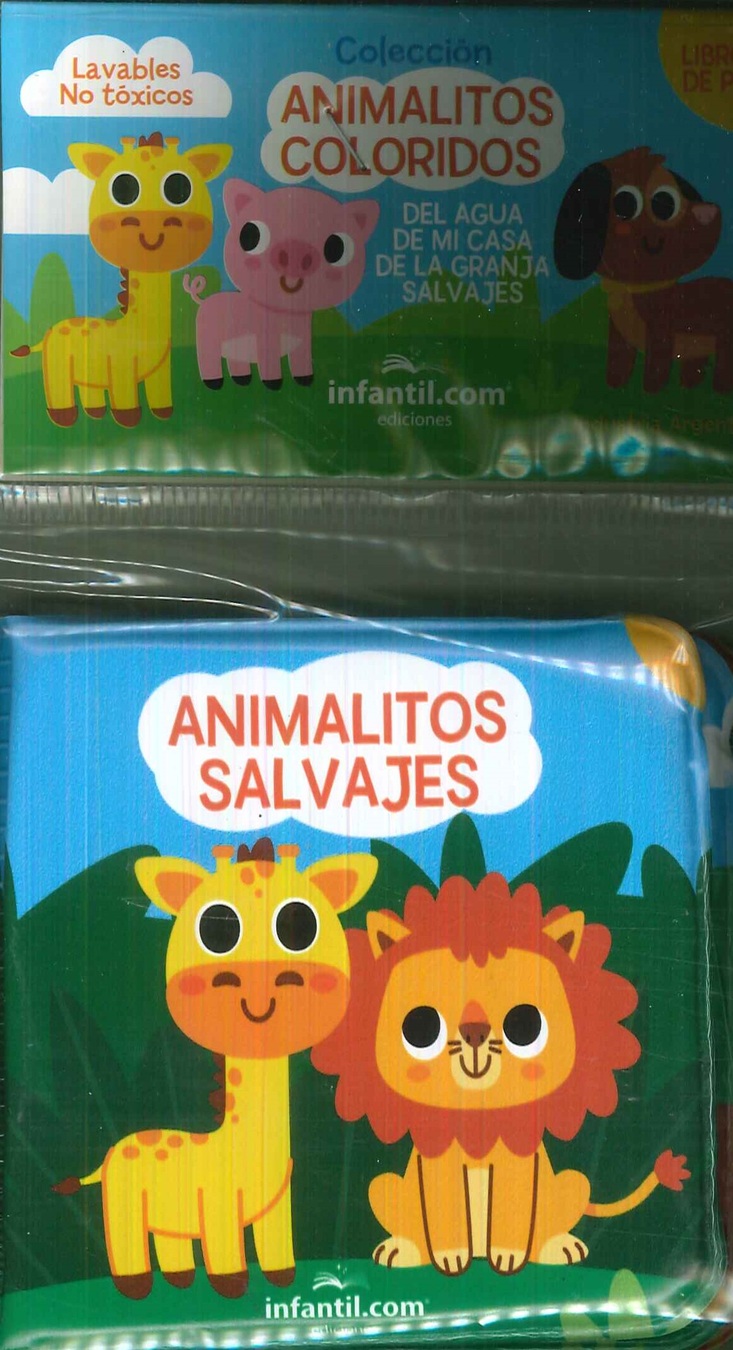 Lavables
No tóxicos
Colección
ANIMALITOS
COLORIDOS
DEL AGUA
DE MI CASA
DE LA GRANJA
SALVAJES
DE
infantil.com
ediciones
ANIMALITOS
SALVAJES
infantil.com